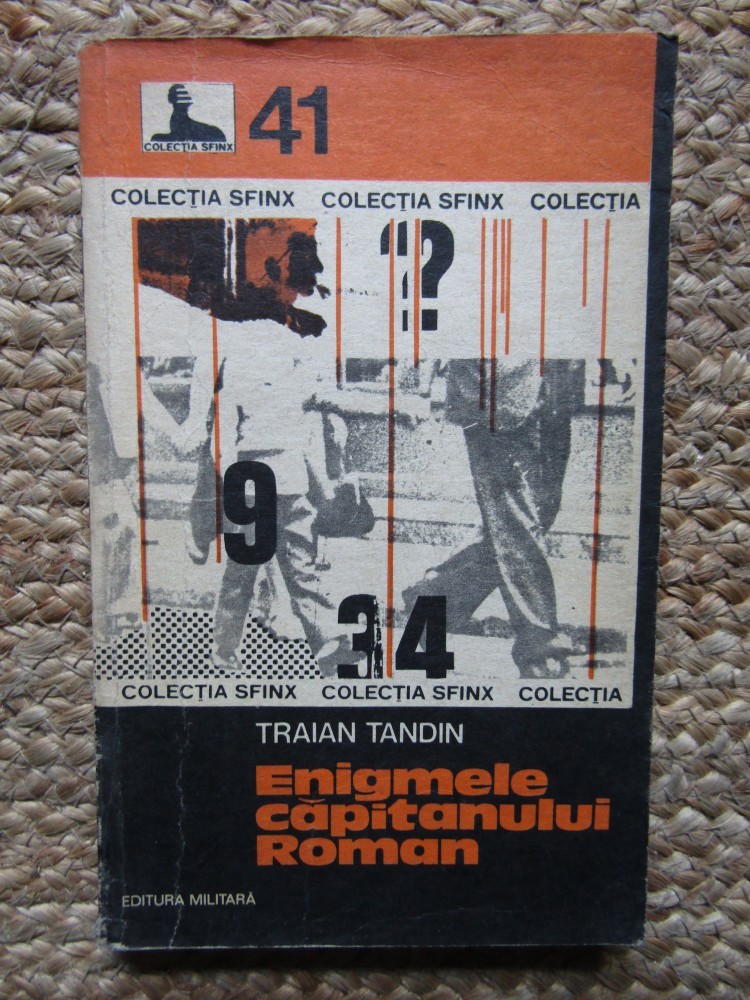 COLECȚIA SFINX
41
COLECȚIA SFINX COLECȚIA SFINX COLECȚIA
?
9
34
COLECȚIA SFINX COLECȚIA SFINX COLECȚIA
TRAIAN TANDIN
Enigmele
căpitanului
Roman
EDITURA MILITARĂ